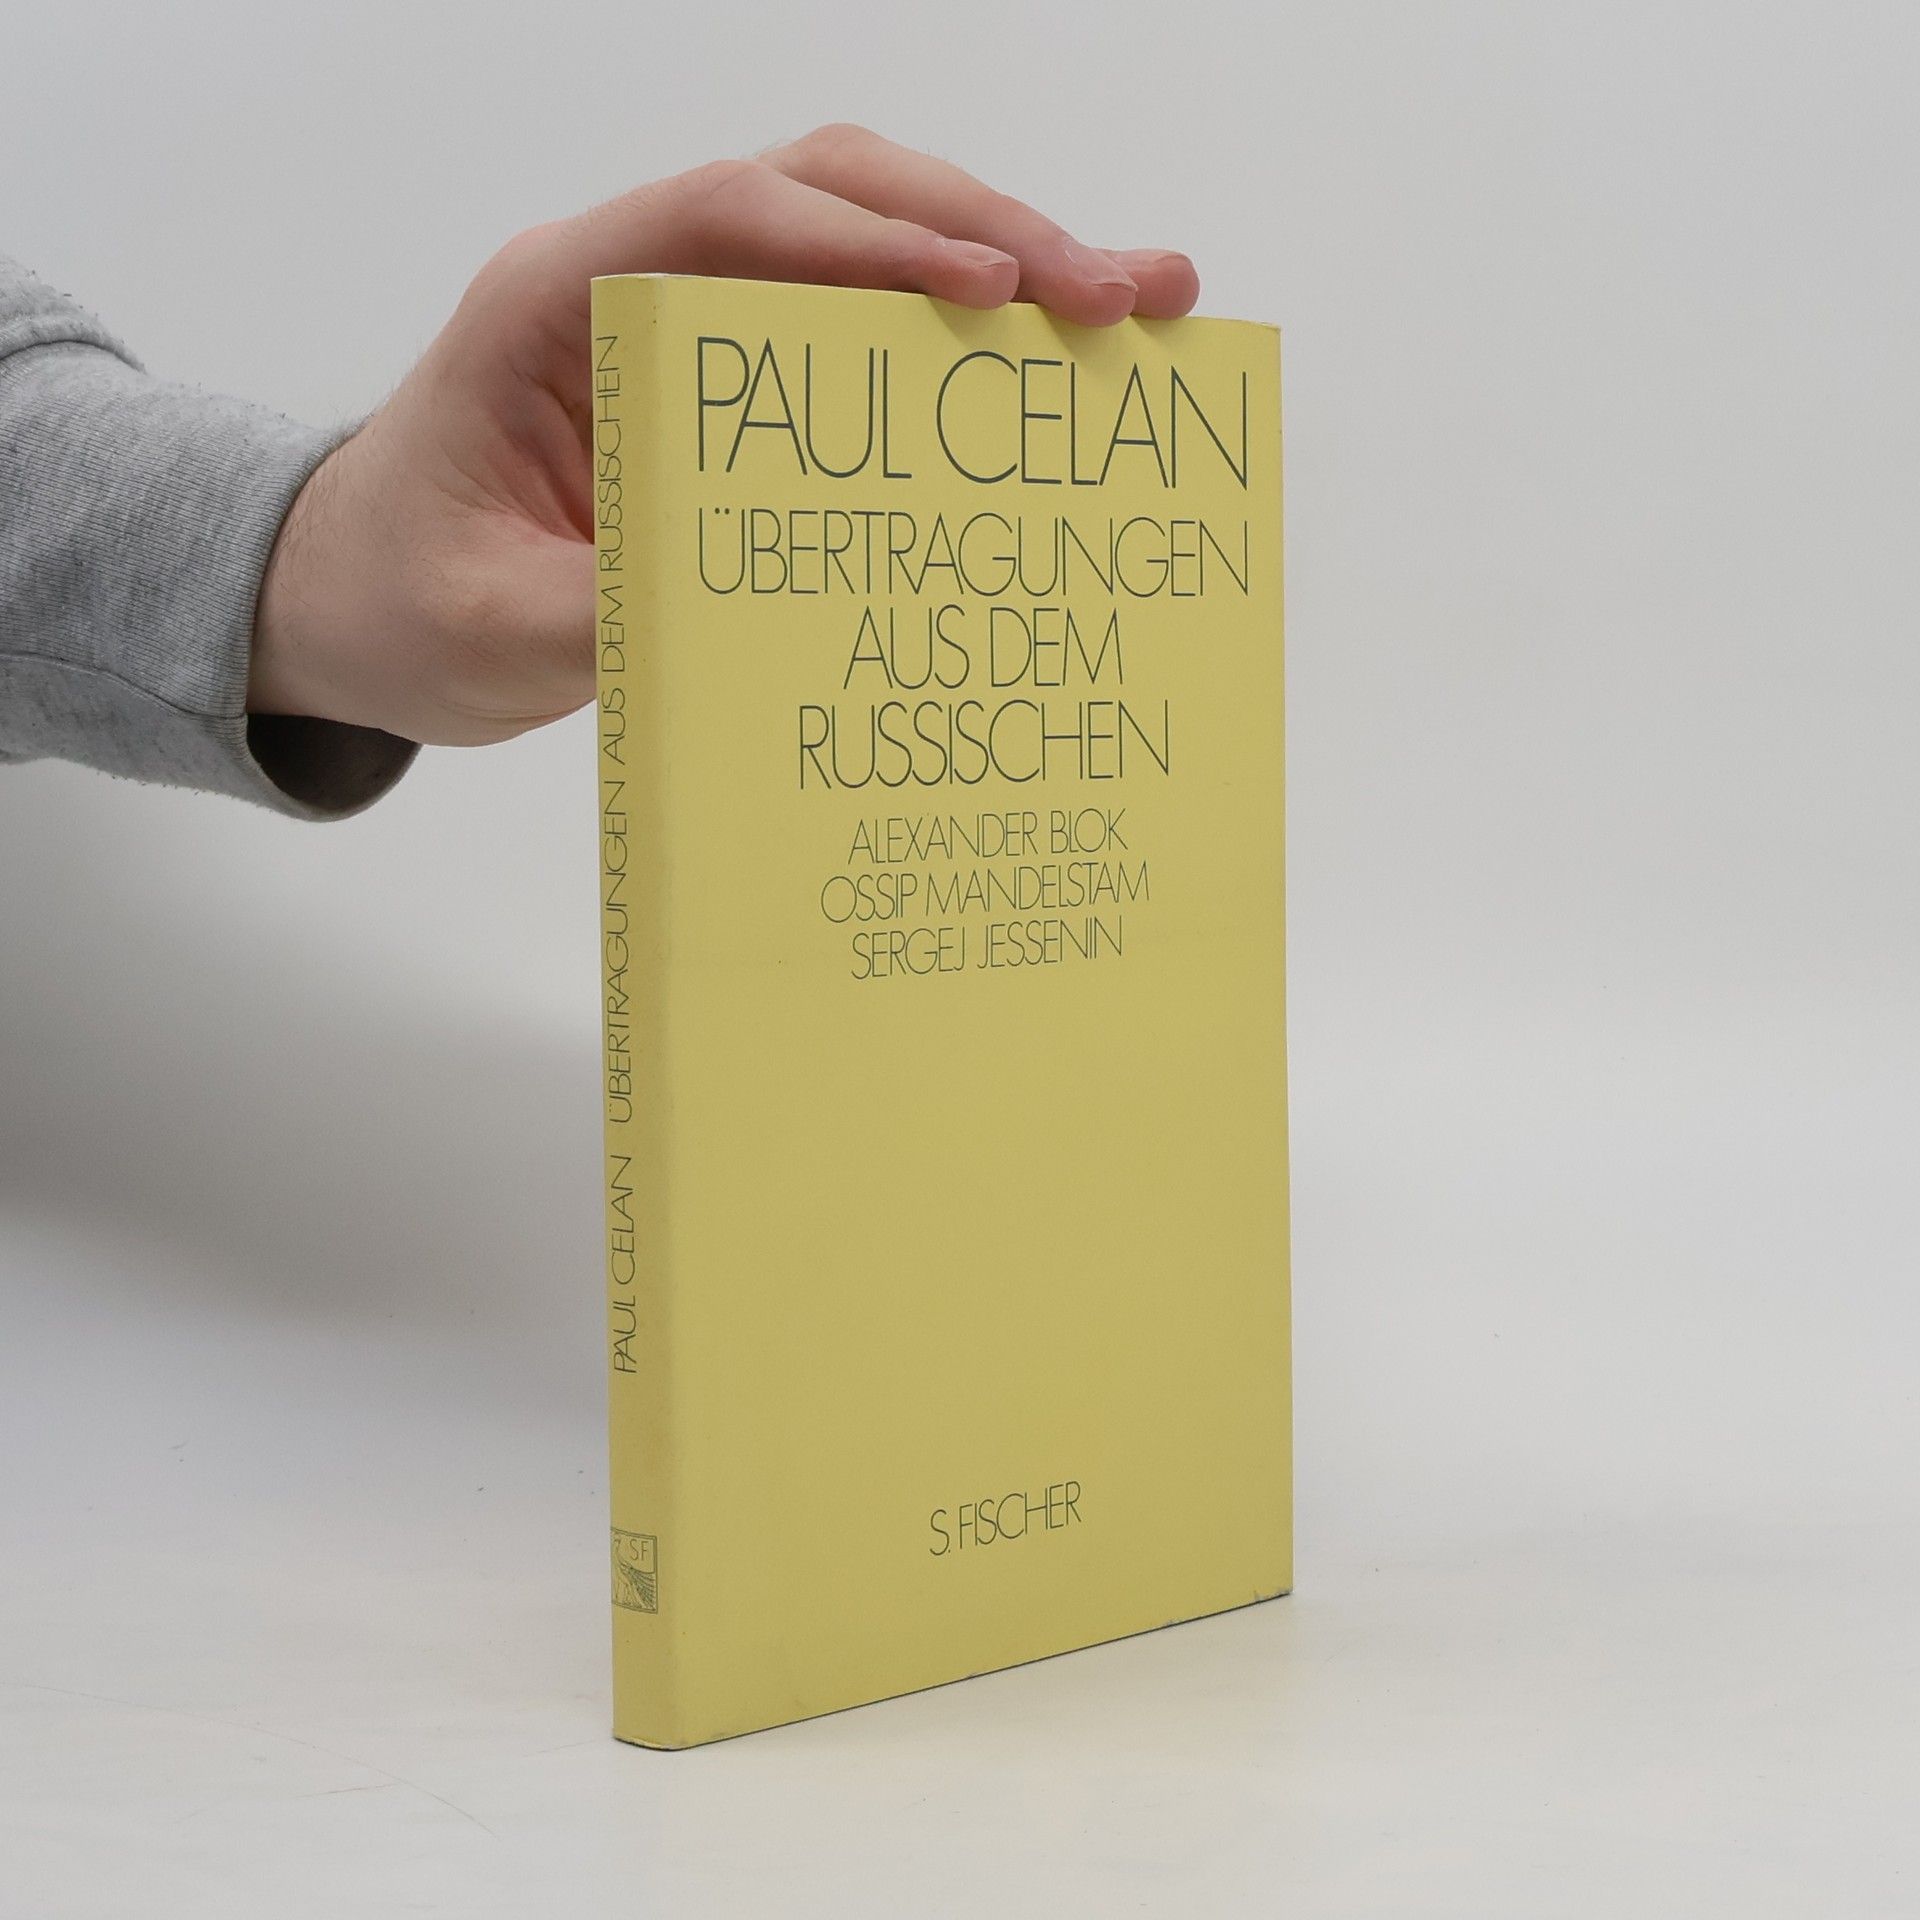 PAUL CELAN
ÜBERTRAGUNGEN
AUS DEM
RUSSISCHEN
ALEXANDER BLOK
OSSIP MANDELSTAM
SERGEJ JESSENIN
S. FISCHER
PAUL CELAN ÜBERTRAGUNGEN AUS DEM RUSSISCHEN
SF